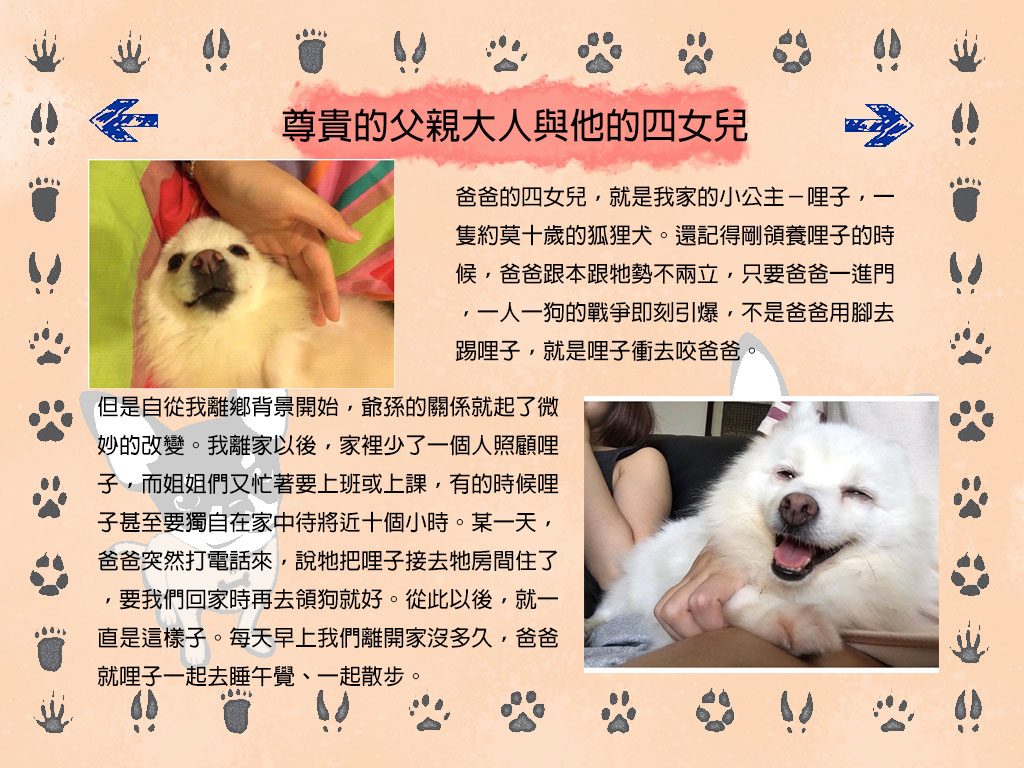 尊貴的父親大人與他的四女兒
爸爸的四女兒，就是我家的小公主－哩子，一
隻約莫十歲的狐狸犬。還記得剛領養哩子的時
候，爸爸跟本跟牠勢不兩立，只要爸爸一進門
，一人一狗的戰爭即刻引爆，不是爸爸用腳去
踢哩子，就是哩子衝去咬爸爸。
但是自從我離鄉背景開始，爺孫的關係就起了微
妙的改變。我離家以後，家裡少了一個人照顧哩
子，而姐姐們又忙著要上班或上課，有的時候哩
子甚至要獨自在家中待將近十個小時。某一天，
爸爸突然打電話來，說牠把哩子接去牠房間住了
，要我們回家時再去領狗就好。從此以後，就一
直是這樣子。每天早上我們離開家沒多久，爸爸
就哩子一起去睡午覺、一起散步。